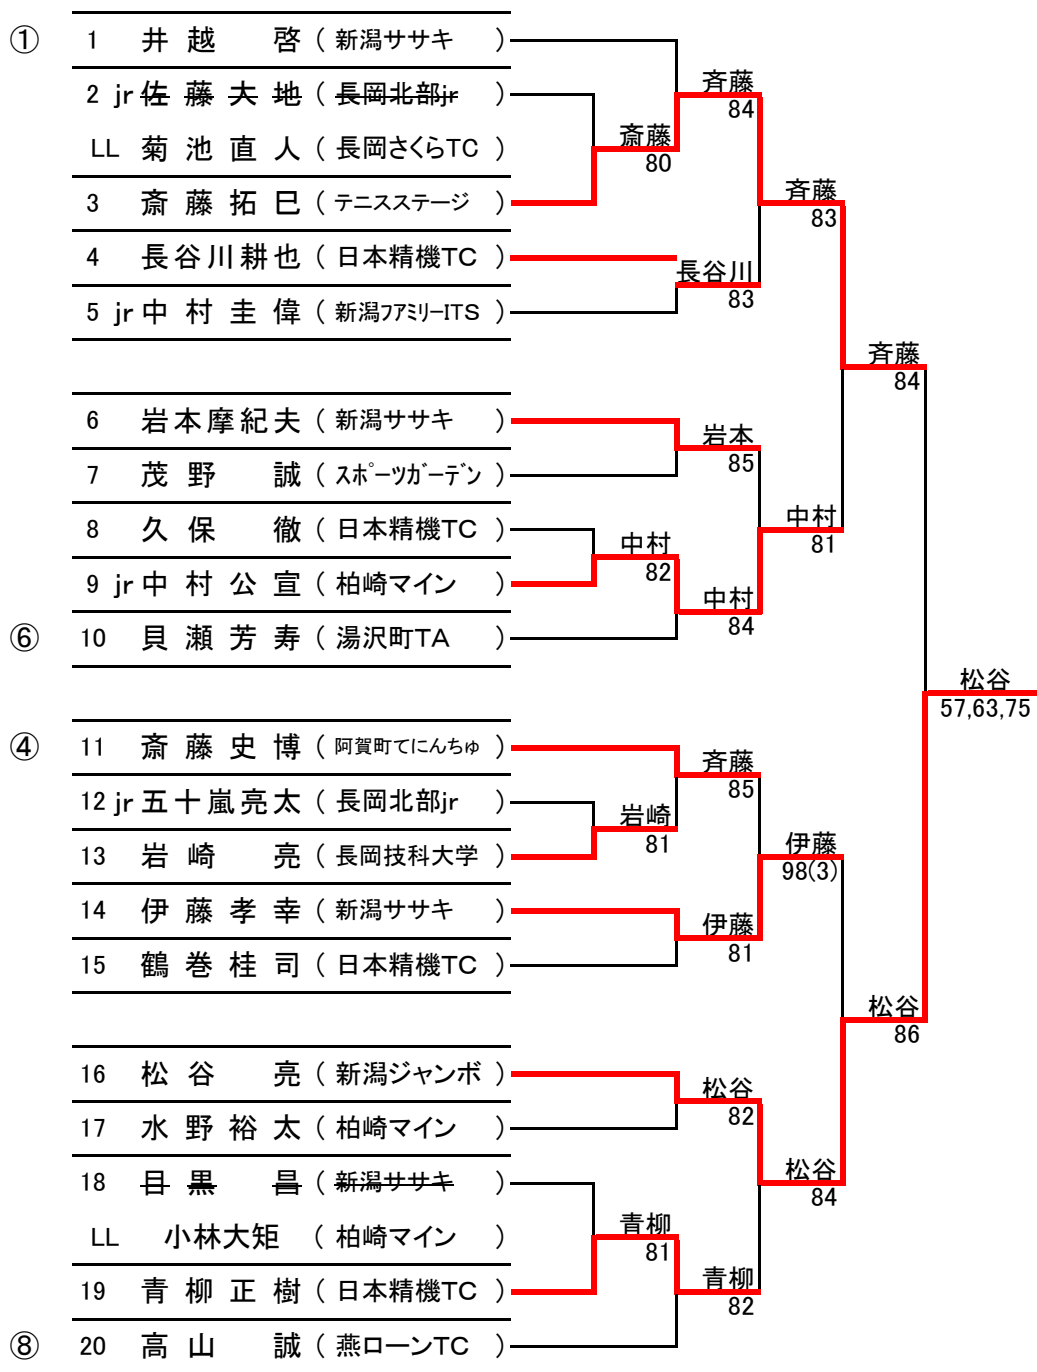 ① 1 井越 啓 ( 新潟ササキ )
斉藤
2 jr 佐藤大地 ( 長岡北部jr )
84
斎藤
LL 菊池直人 ( 長岡さくらTC )
80
斉藤
3 斎藤拓巳 ( テニスステージ )
83
4 長谷川耕也 ( 日本精機TC )
長谷川
83
5 jr 中村圭偉 ( 新潟ファミリーITS )
斉藤
84
6 岩本摩紀夫 ( 新潟ササキ )
岩本
85
7 茂野 誠 ( スポーツガーデン )
中村
8 久保 徹 ( 日本精機TC )
81
中村
82
9 jr 中村公宣 ( 柏崎マイン )
中村
84
⑥ 10 貝瀬芳寿 ( 湯沢町TA )
松谷
57,63,75
④ 11 斎藤史博 ( 阿賀町てにんちゅ )
斉藤
85
12 jr 五十嵐亮太 ( 長岡北部jr )
岩崎
81
伊藤
13 岩崎 亮 ( 長岡技科大学 )
98(3)
14 伊藤孝幸 ( 新潟ササキ )
伊藤
81
15 鶴巻桂司 ( 日本精機TC )
松谷
86
16 松谷 亮 ( 新潟ジャンボ )
松谷
82
17 水野裕太 ( 柏崎マイン )
松谷
18 目黒 昌 ( 新潟ササキ )
84
青柳
LL 小林大矩 ( 柏崎マイン )
81
青柳
19 青柳正樹 ( 日本精機TC )
82
⑧ 20 高山 誠 ( 燕ローンTC )